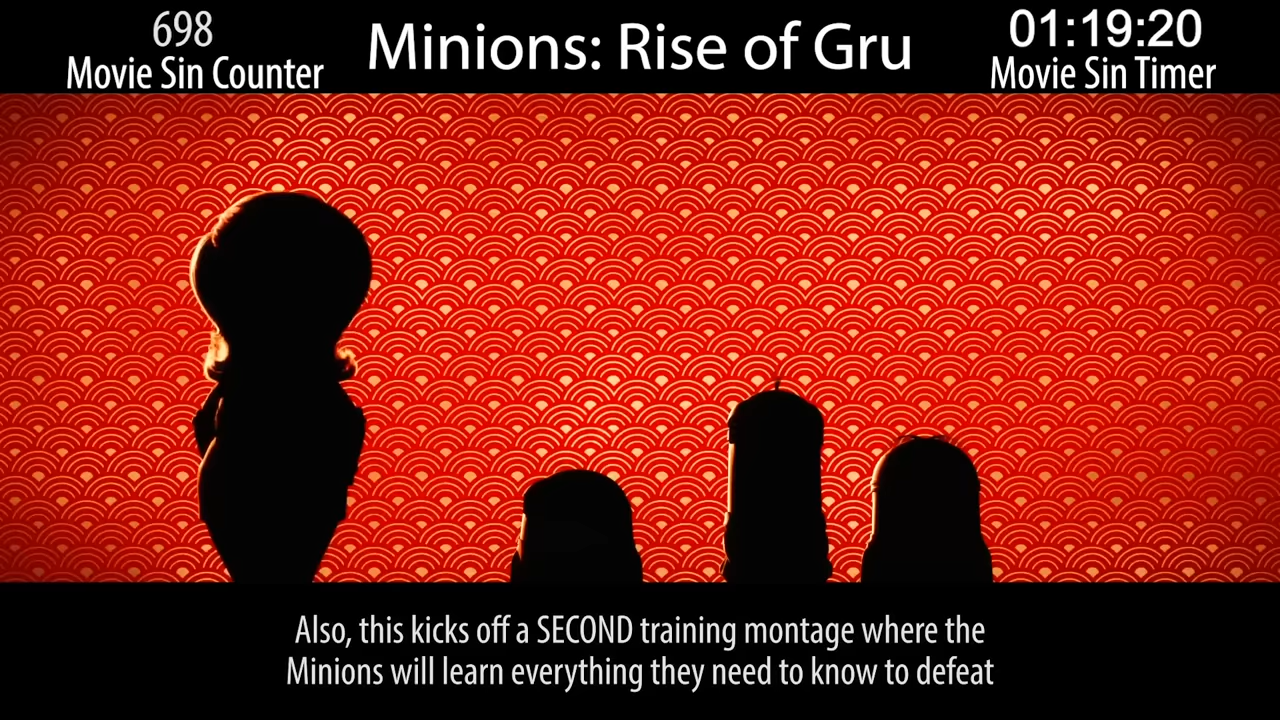 698
Movie Sin Counter
Minions: Rise of Gru
01:19:20
Movie Sin Timer
Also, this kicks off a SECOND training montage where the
Minions will learn everything they need to know to defeat